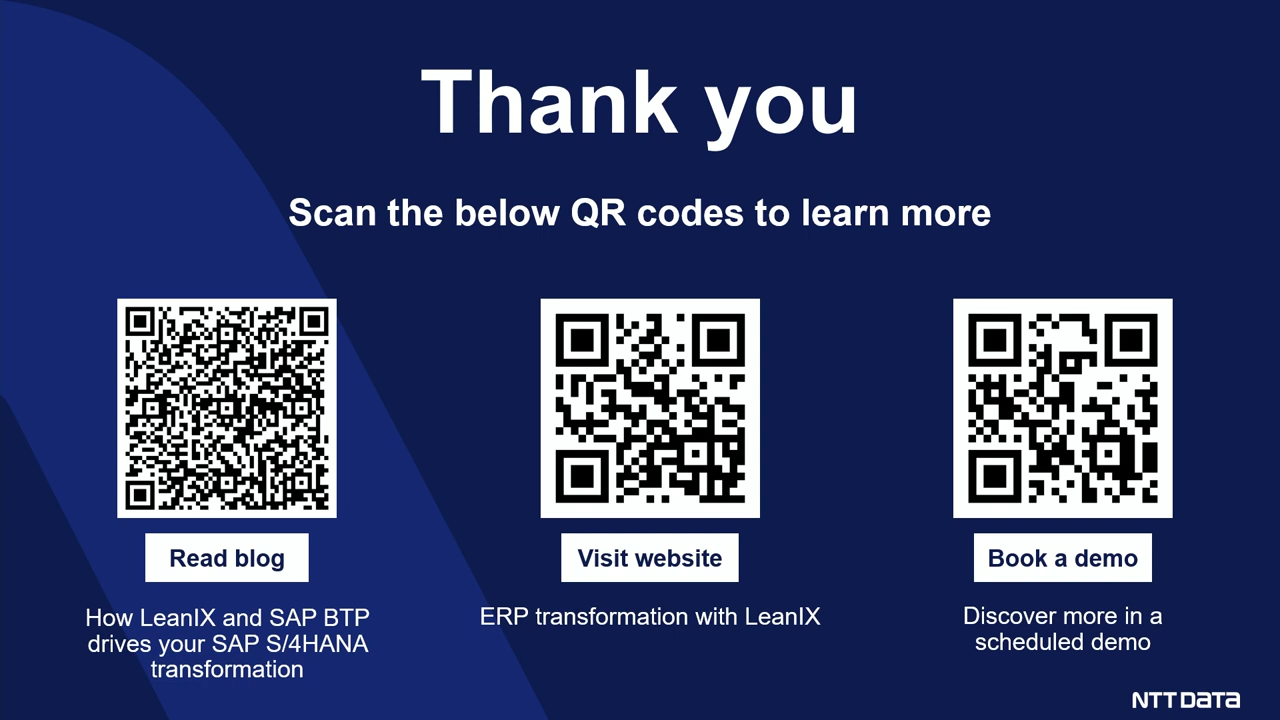 Thank you
Scan the below QR codes to learn more
Read blog
How LeanIX and SAP BTP
drives your SAP S/4HANA
transformation
Visit website
ERP transformation with LeanIX
Book a demo
Discover more in a
scheduled demo
NTT DATA